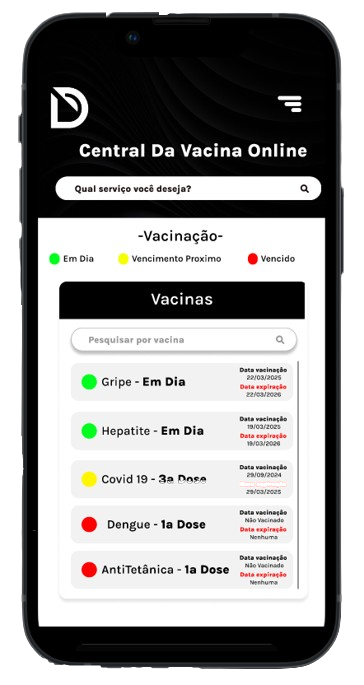 Central Da Vacina Online
Qual serviço você deseja?
-Vacinação-
Em Dia
Vencimento Proximo
Vencido
Vacinas
Pesquisar por vacina
Gripe - Em Dia
Data vacinação
22/03/2025
Data expiração
22/03/2026
Hepatite - Em Dia
Data vacinação
19/03/2025
Data expiração
19/03/2026
Covid 19 - 3a Dose
Data vacinação
29/09/2024
29/03/2025
Dengue - 1a Dose
Data vacinação
Não Vacinado
Data expiração
Nenhuma
AntiTetânica - 1a Dose
Data vacinação
Não Vacinado
Data expiração
Nenhuma